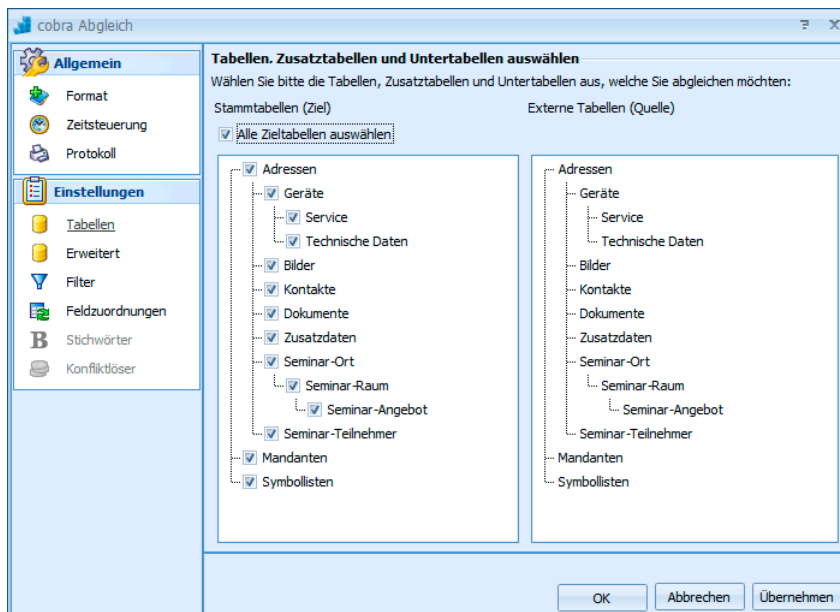 cobra Abgleich
Allgemein
Format
Zeitsteuerung
Protokoll
Einstellungen
Tabellen
Erweitert
Filter
Feldzuordnungen
B Stichwörter
Konfliktlöser
Tabellen, Zusatztabellen und Untertabellen auswählen
Wählen Sie bitte die Tabellen, Zusatztabellen und Untertabellen aus, welche Sie abgleichen möchten:
Stammtabellen (Ziel)
Alle Zieltabellen auswählen
Adressen
Geräte
Service
Technische Daten
Bilder
Kontakte
Dokumente
Zusatzdaten
Seminar-Ort
Seminar-Raum
Seminar-Angebot
Seminar-Teilnehmer
Mandanten
Symbollisten
Externe Tabellen (Quelle)
Adressen
Geräte
Service
Technische Daten
Bilder
Kontakte
Dokumente
Zusatzdaten
Seminar-Ort
Seminar-Raum
Seminar-Angebot
Seminar-Teilnehmer
Mandanten
Symbollisten
OK
Abbrechen
Übernehmen